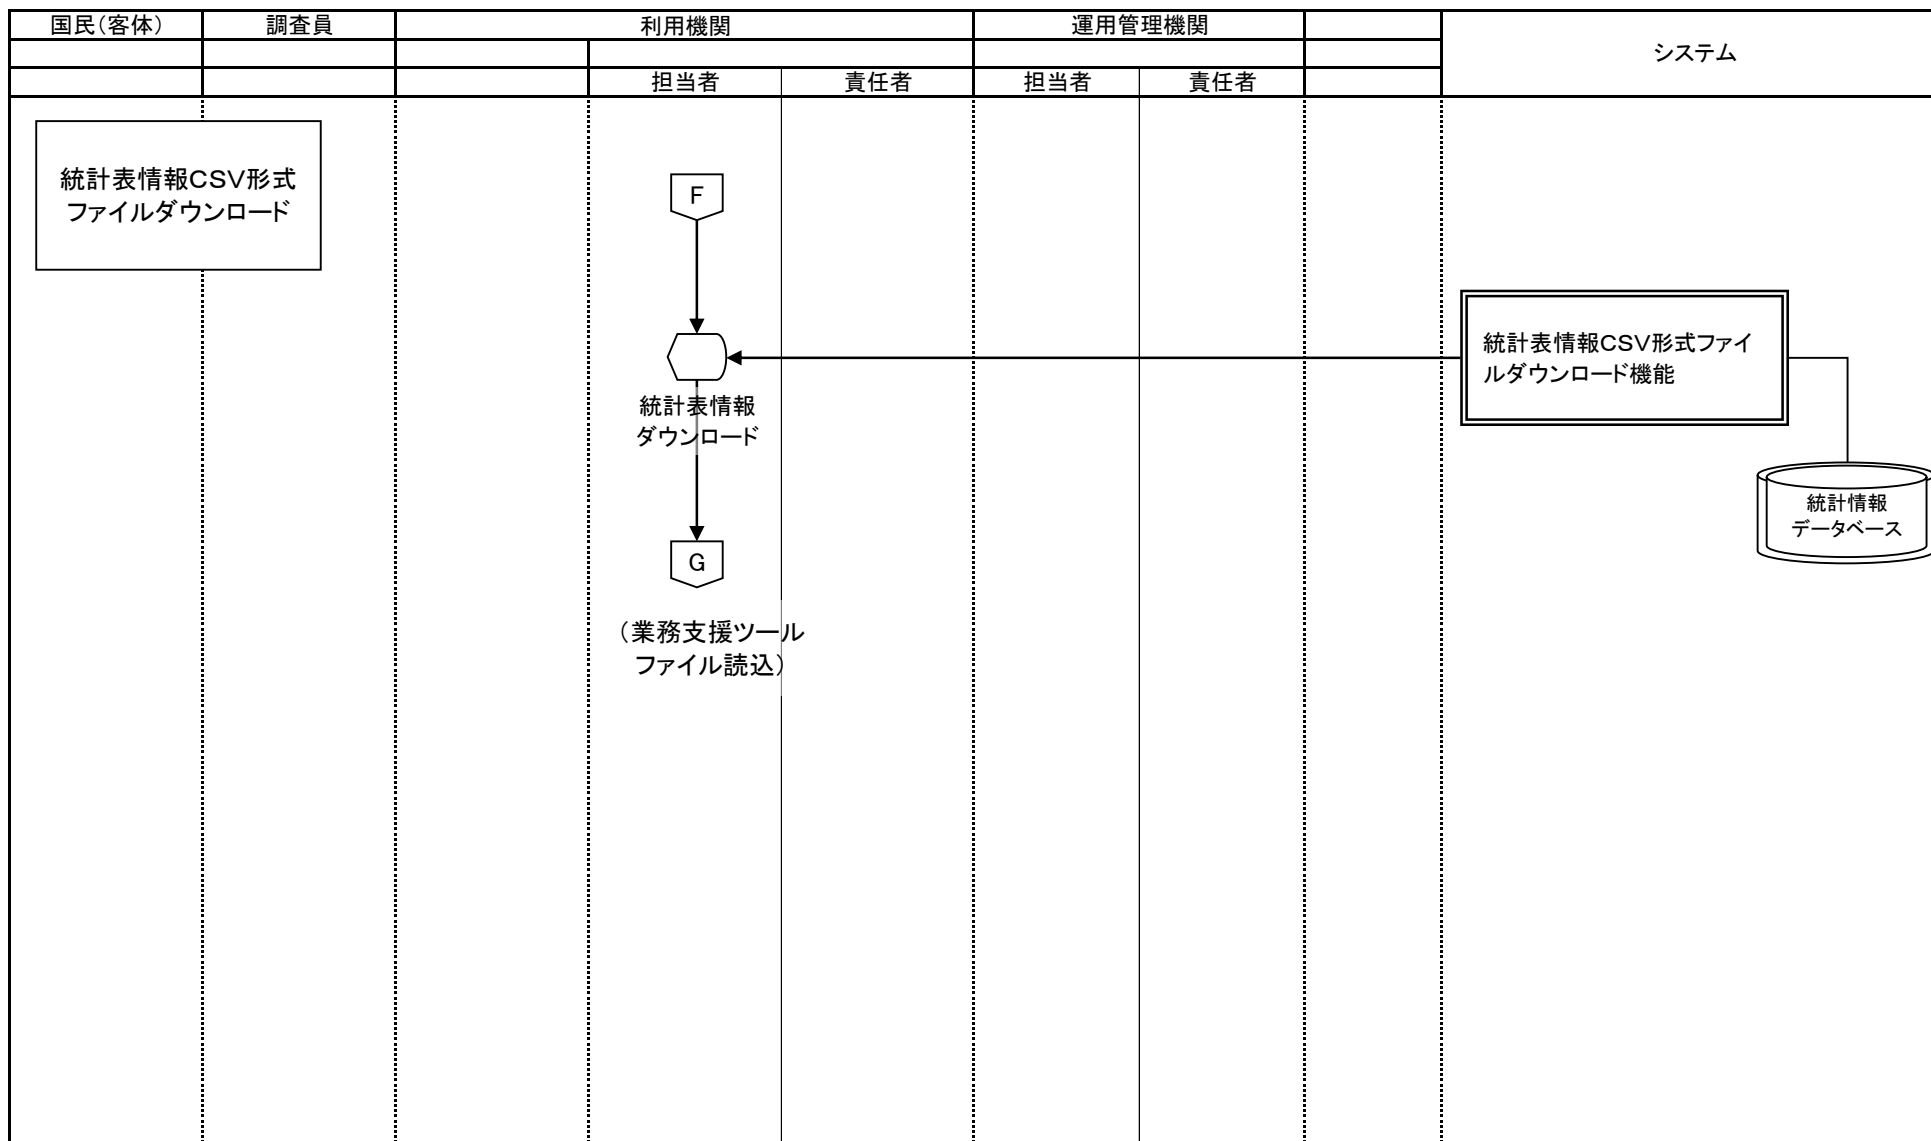 国民（客体）
調査員
利用機関
運用管理機関
システム
担当者
責任者
担当者
責任者
統計表情報CSV形式
ファイルダウンロード
F
統計表情報CSV形式ファイ
ルダウンロード機能
統計表情報
ダウンロード
統計情報
データベース
G
（業務支援ツール
ファイル読込）